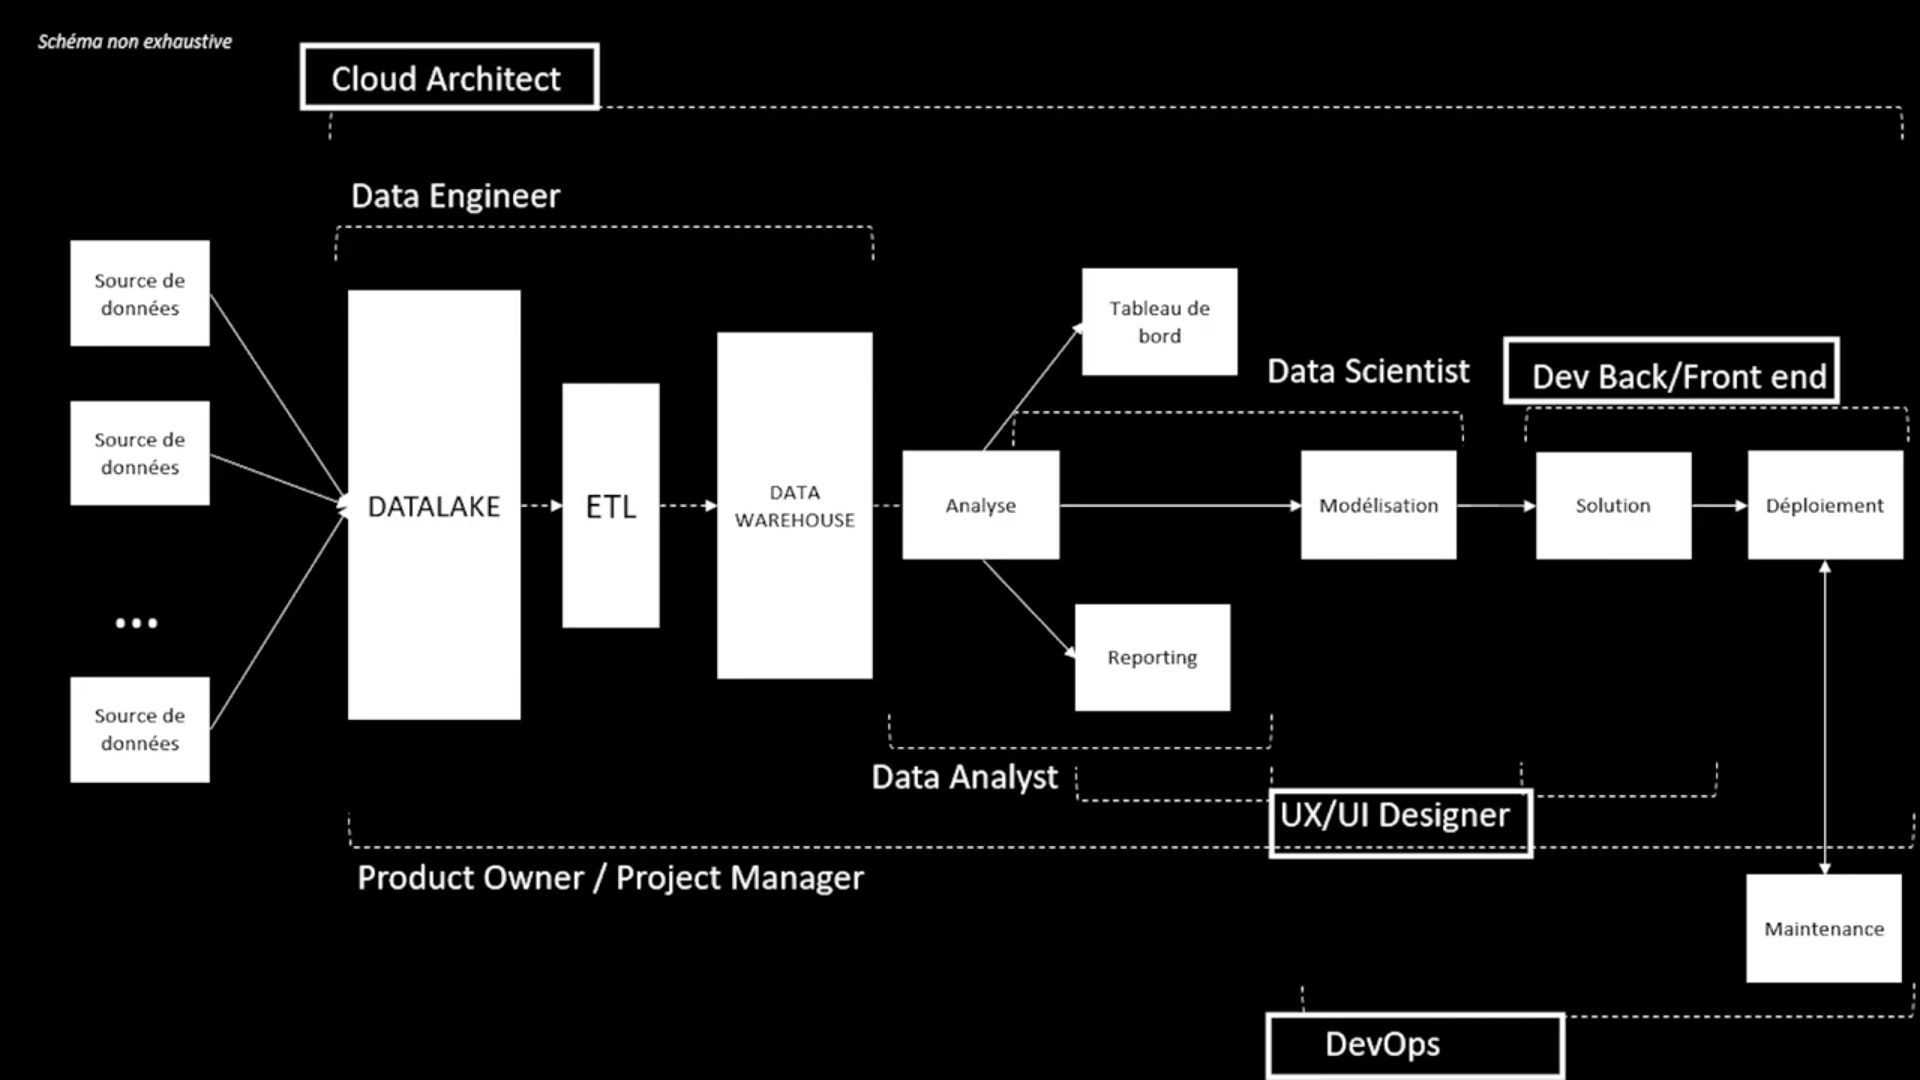 Schéma non exhaustive
Cloud Architect
Data Engineer
Source de
données
Tableau de
bord
Data Scientist
Dev Back/Front end
Source de
données
DATALAKE
ETL
DATA
WAREHOUSE
Analyse
Modélisation
Solution
Déploiement
...
Reporting
Source de
données
Data Analyst
UX/UI Designer
Product Owner / Project Manager
Maintenance
DevOps